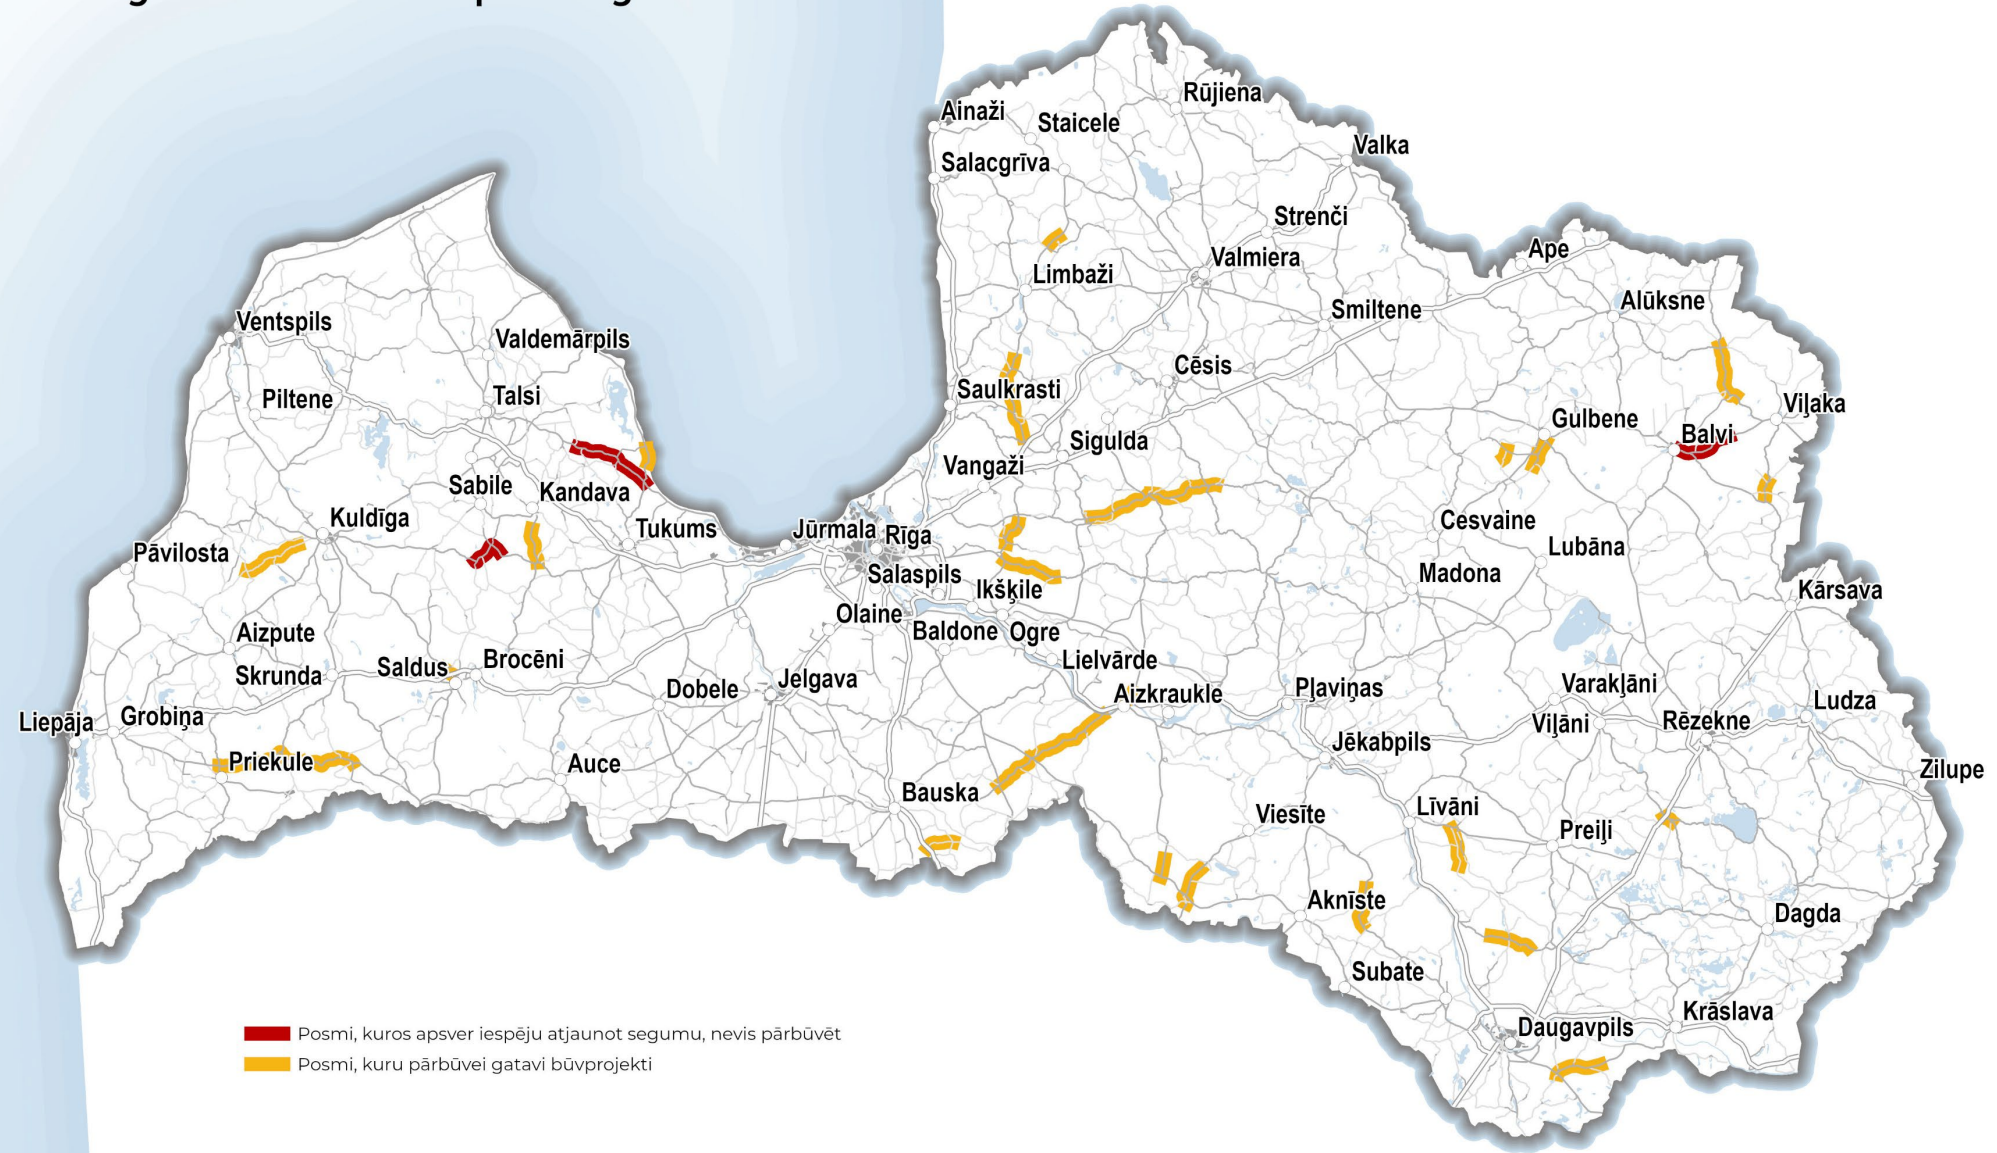 Ainaži
Rūjiena
Staicele
Valka
Salacgrīva
Strenči
Ape
Valmiera
Limbaži
Alūksne
Smiltene
Ventspils
Valdemārpils
Cēsis
Saulkrasti
Talsi
Piltene
Viļaka
Gulbene
Balvi
Sigulda
Vangaži
Sabile
Kandava
Kuldīga
Cesvaine
Tukums
Jūrmala
Rīga
Lubāna
Pāvilosta
Salaspils
Madona
Ikšķile
Kārsava
Olaine
Baldone
Ogre
Aizpute
Lielvārde
Brocēni
Saldus
Skrunda
Jelgava
Dobele
Aizkraukle
Pļaviņas
Varakļāni
Ludza
Liepāja
Grobiņa
Viļāni
Rēzekne
Jēkabpils
Priekule
Auce
Zilupe
Bauska
Līvāni
Viesīte
Preiļi
Aknīste
Dagda
Subate
Krāslava
Daugavpils
Posmi, kuros apsver iespēju atjaunot segumu, nevis pārbūvēt
Posmi, kuru pārbūvei gatavi būvprojekti